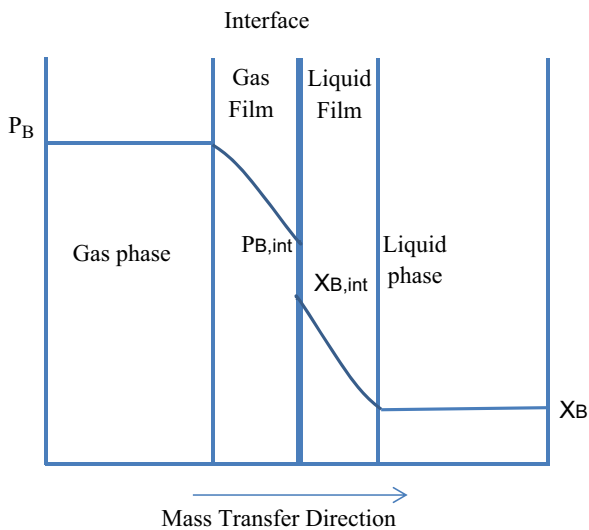 Interface
Gas
Film
Liquid
Film
PB
Gas phase
PB,int
XB,int
Liquid
phase
XB
Mass Transfer Direction